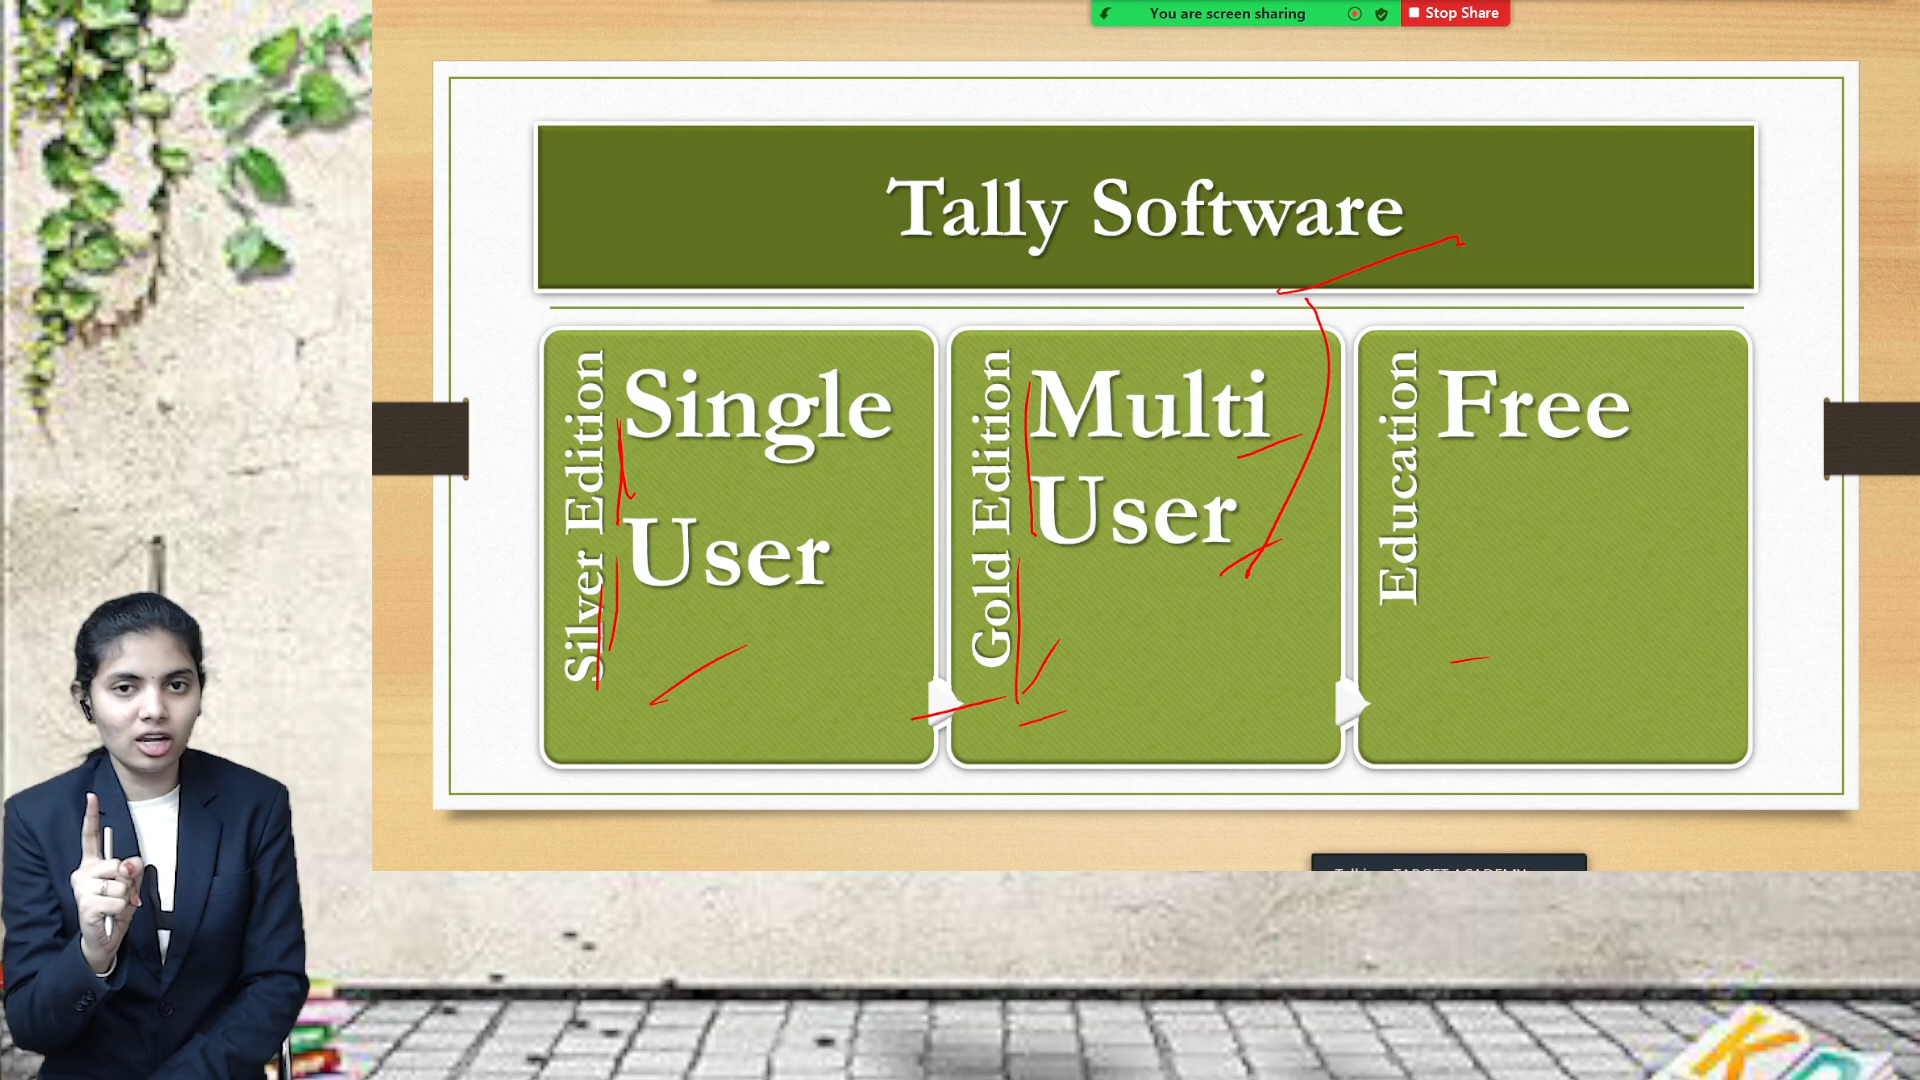 You are screen sharing
Stop Share
Tally Software
Silver Edition
Single
User
Gold Edition
Multi
User
Education
Free